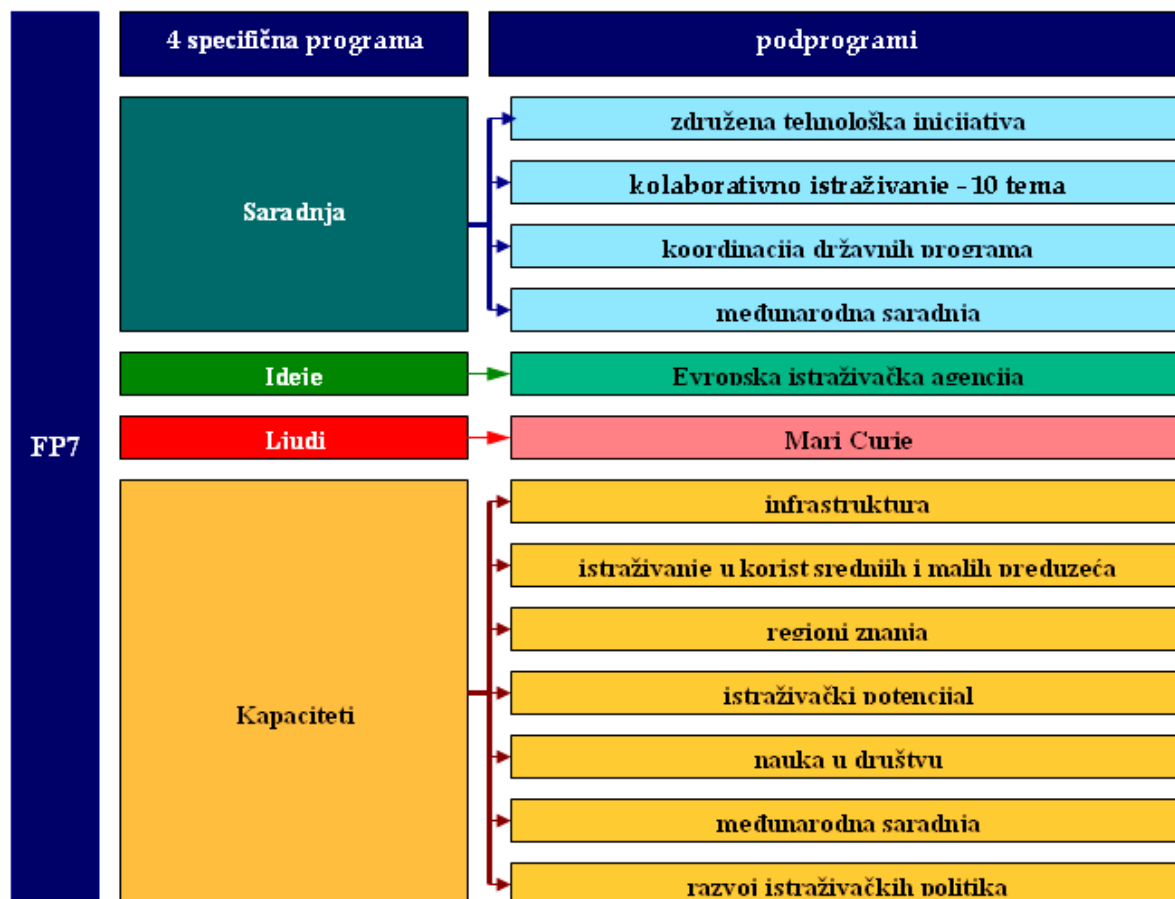 4 specifična programa
podprogrami
FP7
Saradnja
združena tehnološka inicijativa
kolaborativno istraživanje - 10 tema
koordinacija državnih programa
međunarodna saradnja
Ideje
Evropska istraživačka agencija
Ljudi
Mari Curie
Kapaciteti
infrastruktura
istraživanje u korist srednjih i malih preduzeća
regioni znanja
istraživački potencijal
nauka u društvu
međunarodna saradnja
razvoj istraživačkih politika